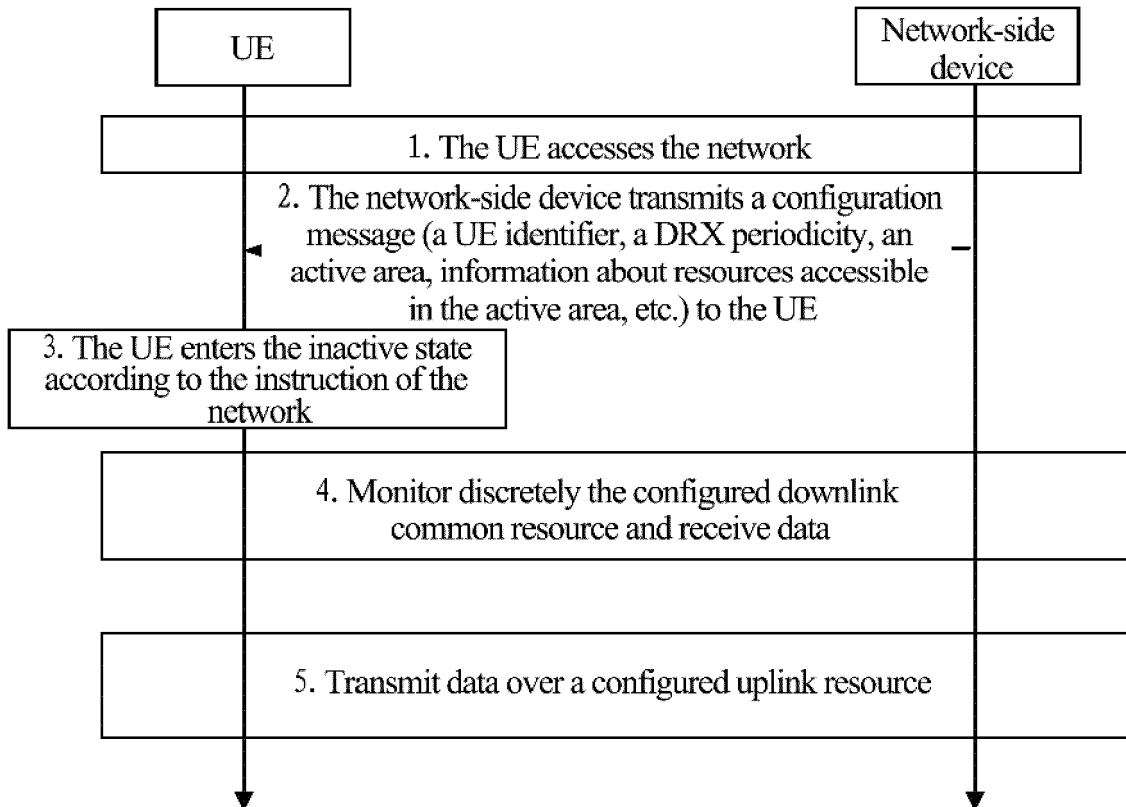 UE
Network-side
device
1. The UE accesses the network
2. The network-side device transmits a configuration
message (a UE identifier, a DRX periodicity, an
active area, information about resources accessible
in the active area, etc.) to the UE
3. The UE enters the inactive state
according to the instruction of the
network
4. Monitor discretely the configured downlink
common resource and receive data
5. Transmit data over a configured uplink resource